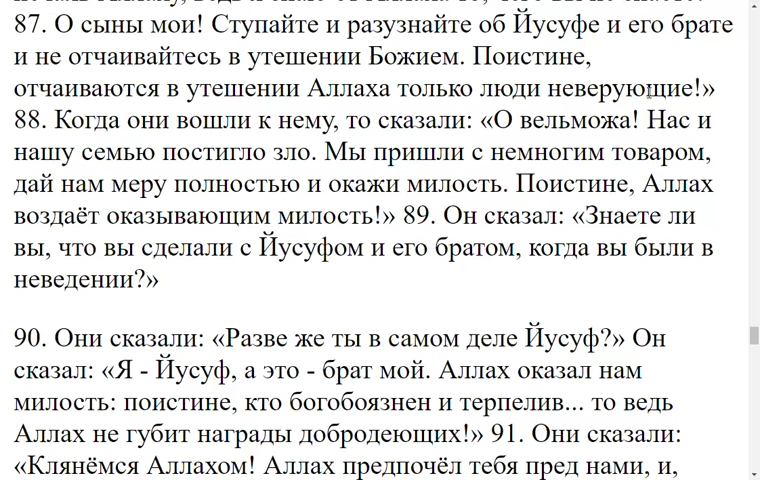 87. О сыны мои! Ступайте и разузнайте об Йусуфе и его брате
и не отчаивайтесь в утешении Божием. Поистине,
отчаиваются в утешении Аллаха только люди неверующие!»
88. Когда они вошли к нему, то сказали: «О вельможа! Нас и
нашу семью постигло зло. Мы пришли с немногим товаром,
дай нам меру полностью и окажи милость. Поистине, Аллах
воздаёт оказывающим милость!» 89. Он сказал: «Знаете ли
вы, что вы сделали с Йусуфом и его братом, когда вы были в
неведении?»
90. Они сказали: «Разве же ты в самом деле Йусуф?» Он
сказал: «Я - Йусуф, а это - брат мой. Аллах оказал нам
милость: поистине, кто богобоязнен и терпелив... то ведь
Аллах не губит награды добродеющих!» 91. Они сказали:
«Клянёмся Аллахом! Аллах предпочёл тебя пред нами, и,